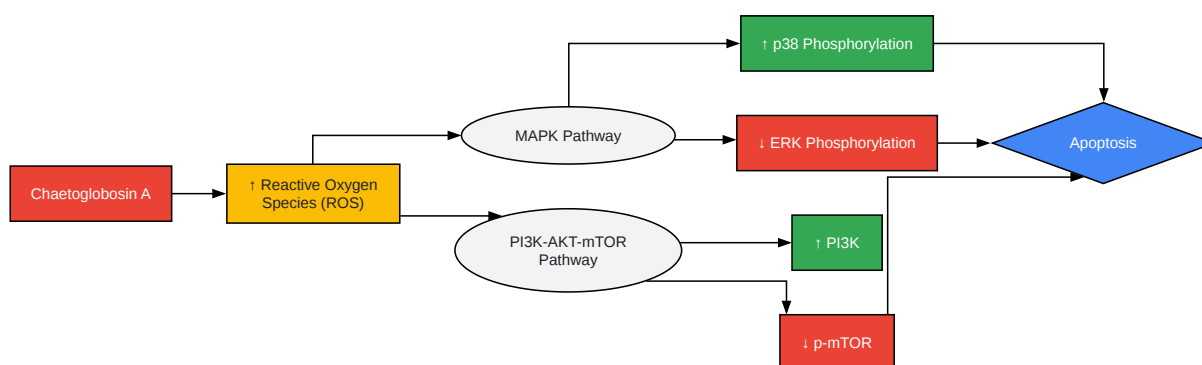 ↑ p38 Phosphorylation
MAPK Pathway
↓ ERK Phosphorylation
Apoptosis
Chaetoglobosin A
↑ Reactive Oxygen
Species (ROS)
PI3K-AKT-mTOR
Pathway
↑ PI3K
↓ p-mTOR